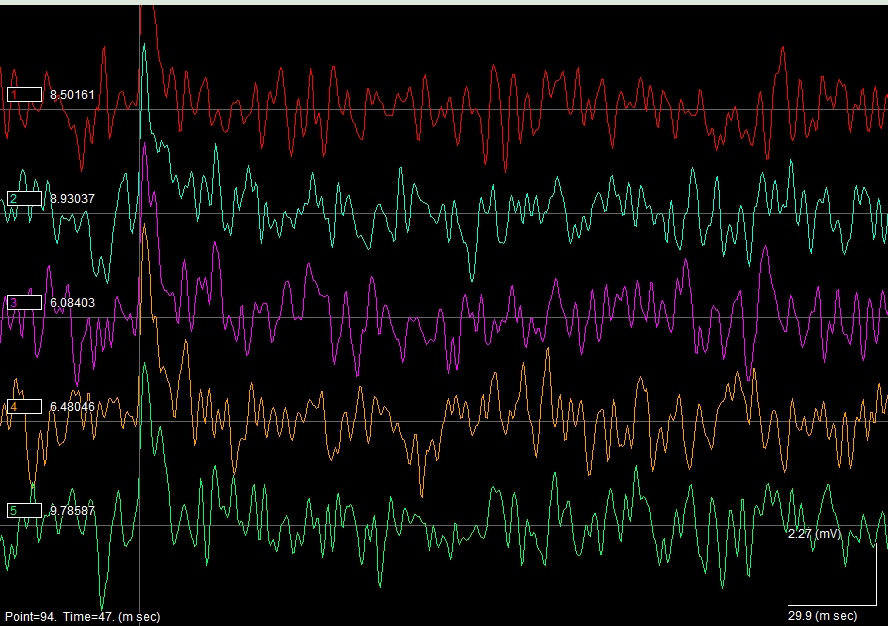 1 8.50161
2 8.93037
3 6.08403
4 6.48046
5 9.78587
2.27 (mV)
Point=94. Time=47. (m sec)
29.9 (m sec)